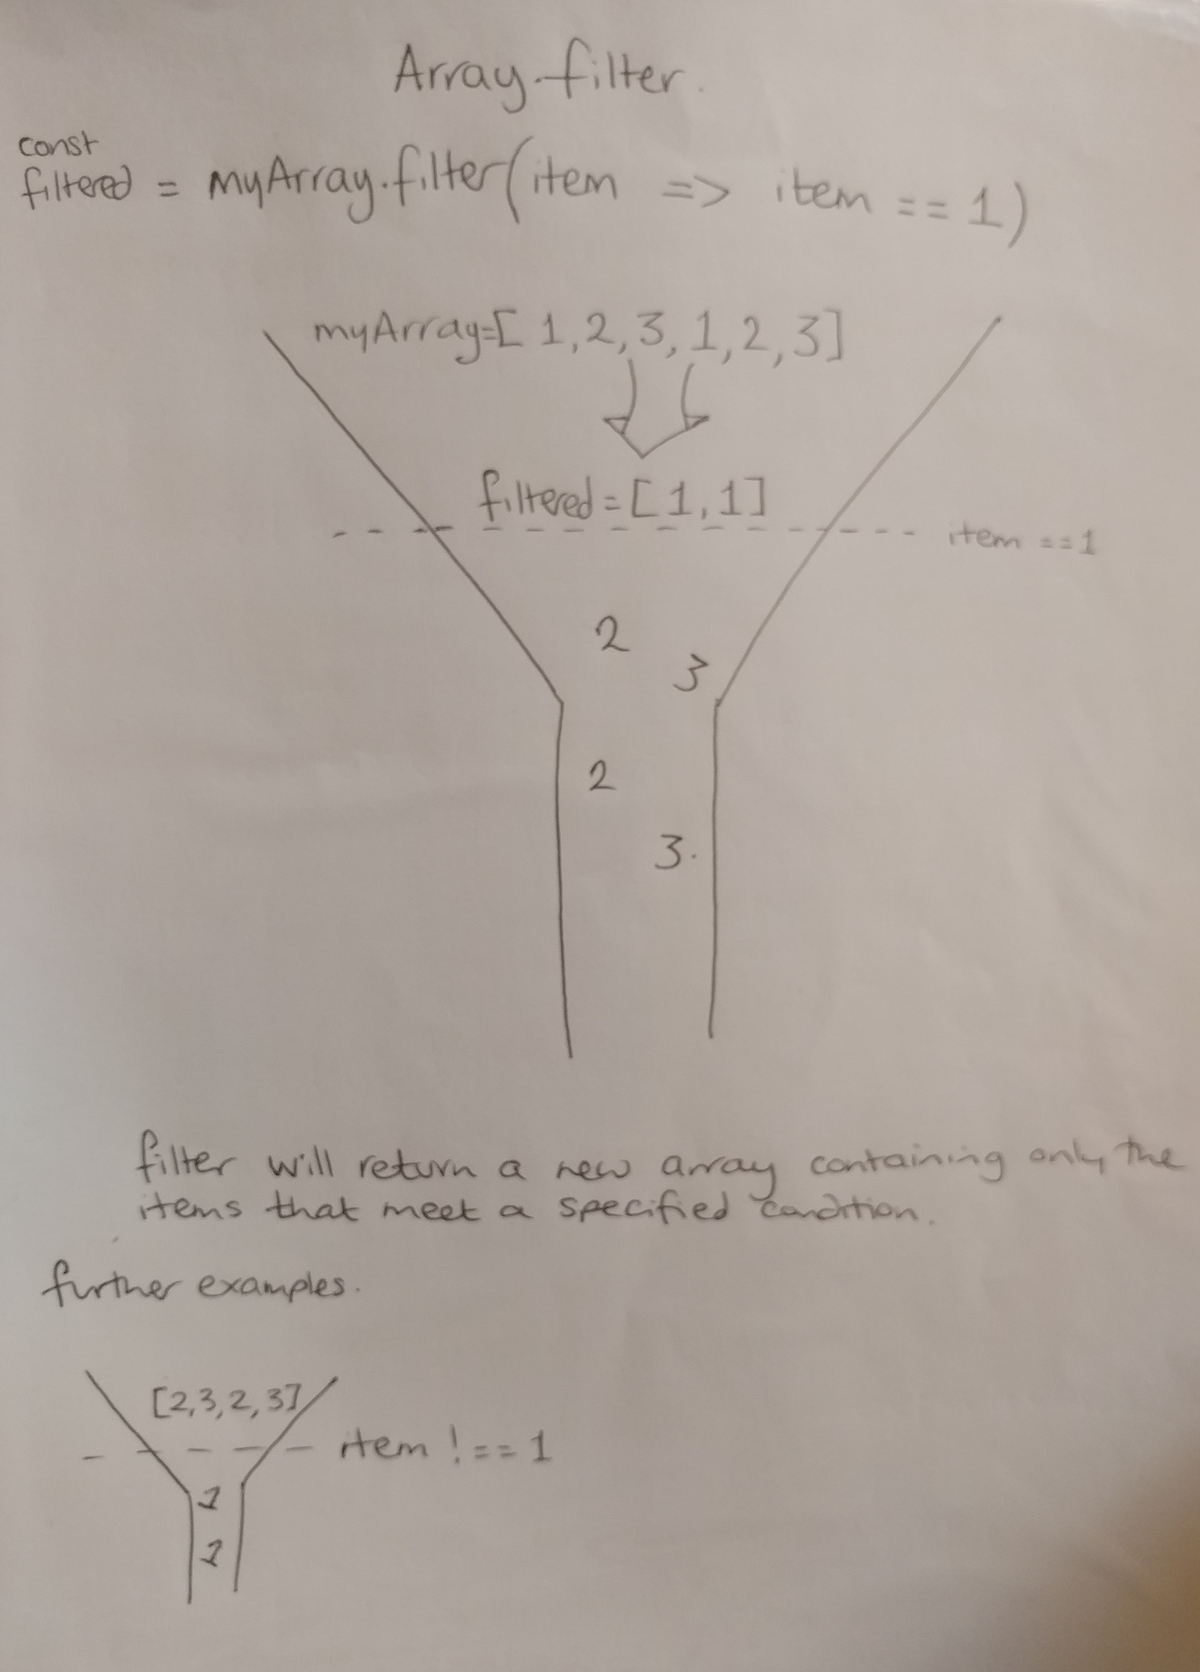 Array.filter.
const
filtered = myArray.filter(item => item == 1)
myArray=[ 1,2,3,1,2,3]
filtered=[1,1]
item ==1
2
3
2
3.
filter will return a new array containing only the
items that meet a specified condition.
further examples.
[2,3,2,3]
item !== 1
1
1